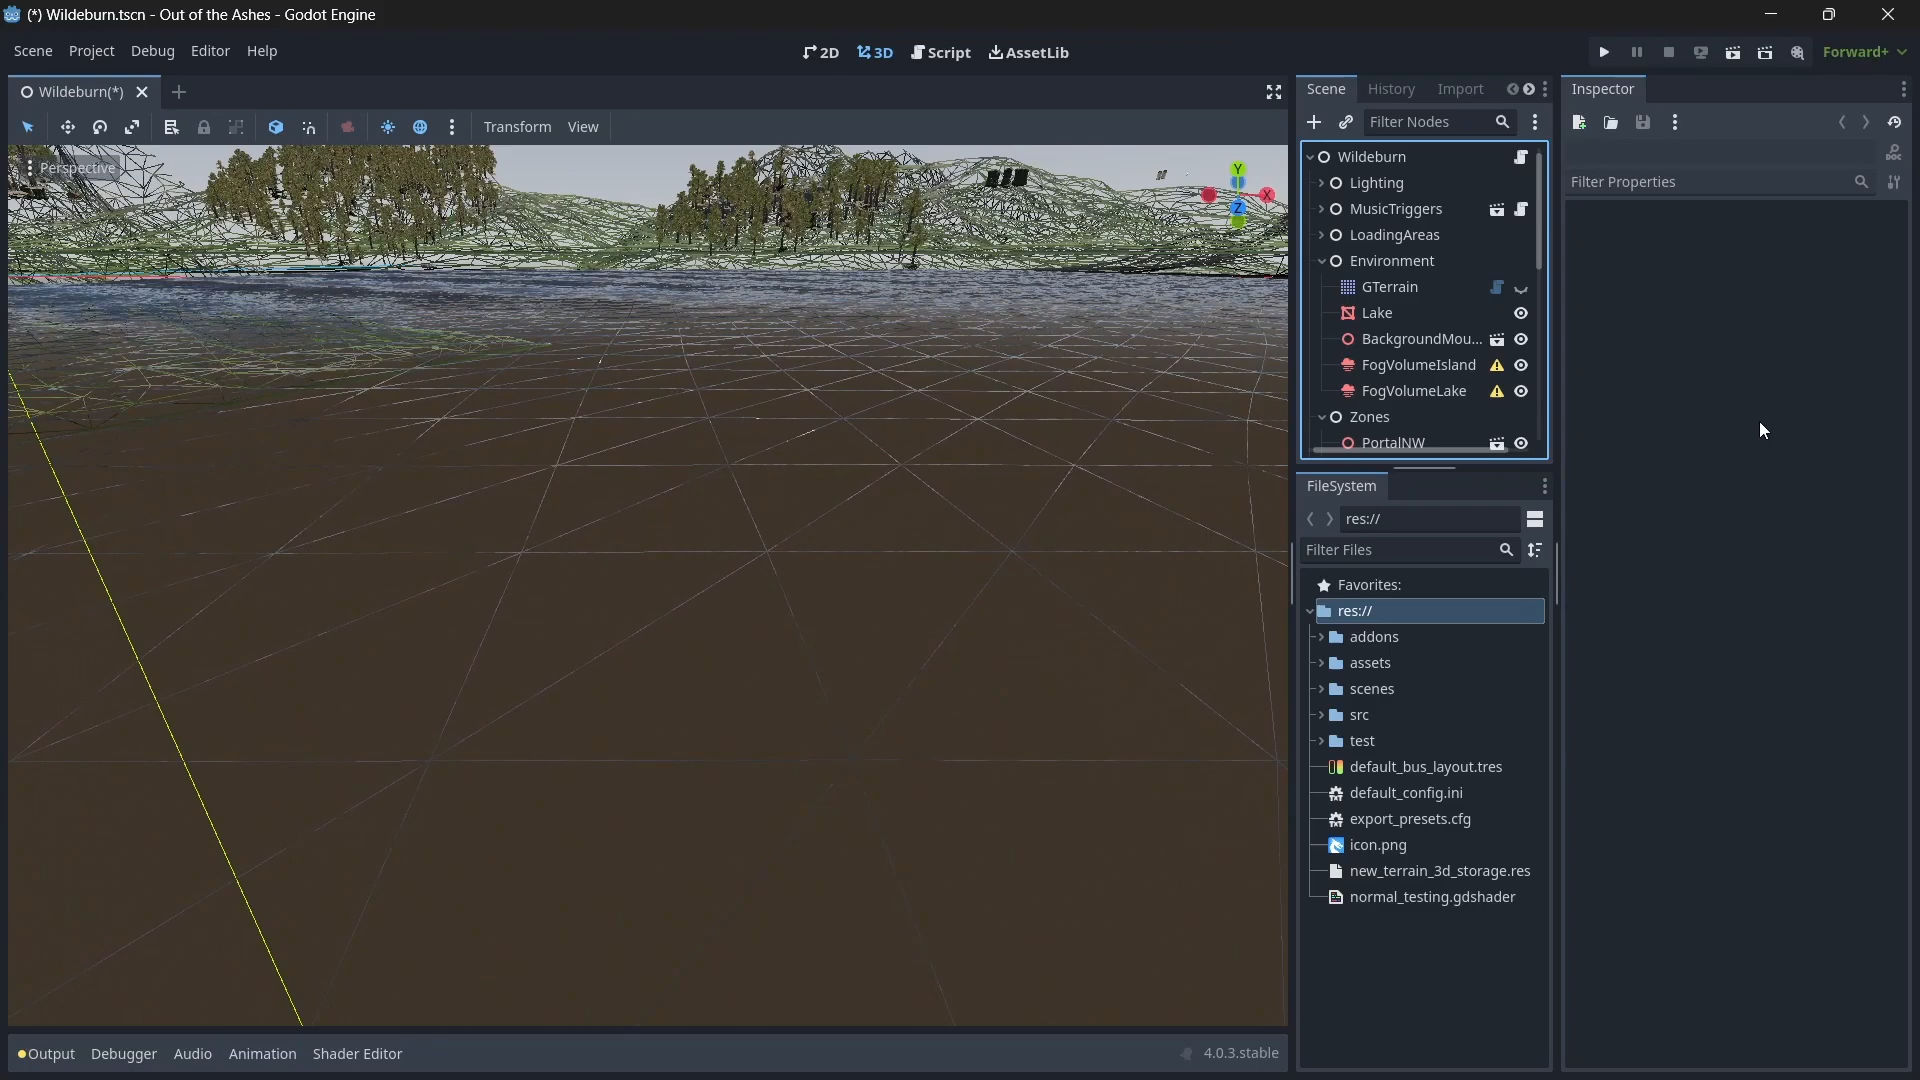 (*) Wildeburn.tscn - Out of the Ashes - Godot Engine
Scene Project Debug Editor Help
2D 3D Script AssetLib
Forward+
Wildeburn(*)
Transform View
Perspective
Y
X
Z
Output Debugger Audio Animation Shader Editor
4.0.3.stable
Scene History Import
Filter Nodes
Wildeburn
Lighting
MusicTriggers
LoadingAreas
Environment
GTerrain
Lake
BackgroundMou...
FogVolumeIsland
FogVolumeLake
Zones
PortalNW
FileSystem
res://
Filter Files
Favorites:
res://
addons
assets
scenes
src
test
default_bus_layout.tres
default_config.ini
export_presets.cfg
icon.png
new_terrain_3d_storage.res
normal_testing.gdshader
Inspector
Filter Properties